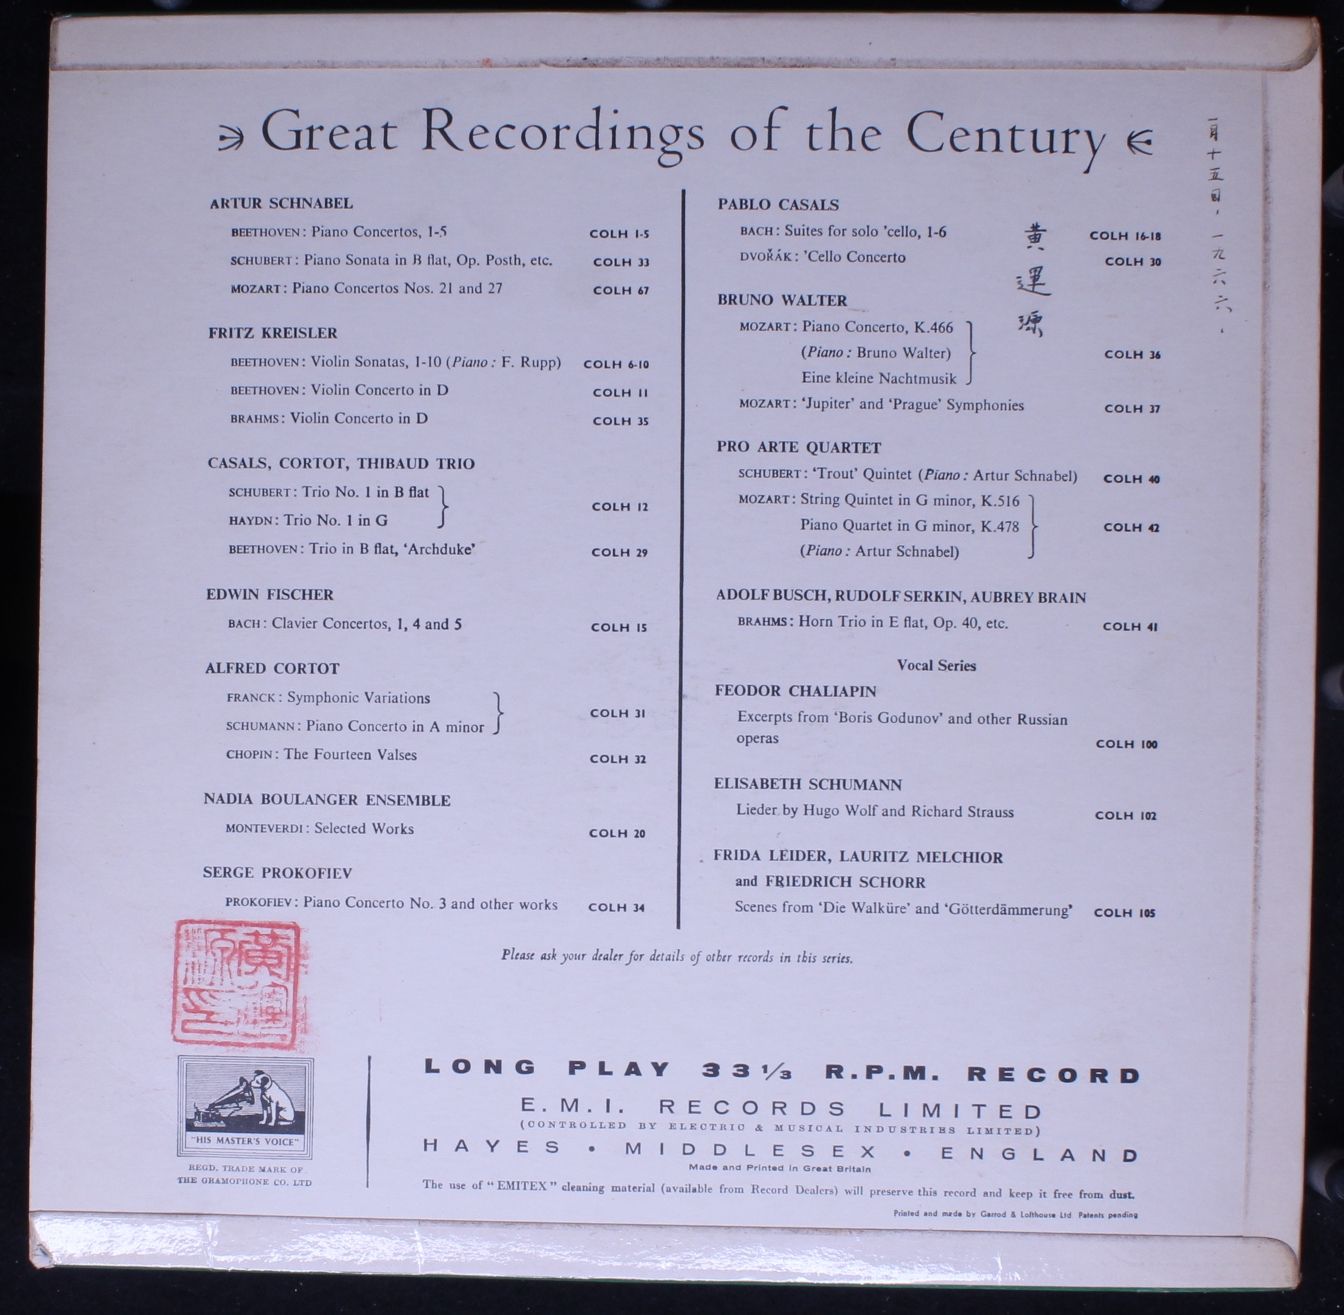 Great Recordings of the Century
ARTUR SCHNABEL
BEETHOVEN: Piano Concertos, 1-5 COLH 1-5
SCHUBERT: Piano Sonata in B flat, Op. Posth, etc. COLH 33
MOZART: Piano Concertos Nos. 21 and 27 COLH 67
FRITZ KREISLER
BEETHOVEN: Violin Sonatas, 1-10 (Piano: F. Rupp) COLH 6-10
BEETHOVEN: Violin Concerto in D COLH 11
BRAHMS: Violin Concerto in D COLH 35
CASALS, CORTOT, THIBAUD TRIO
SCHUBERT: Trio No. 1 in B flat
HAYDN: Trio No. 1 in G
COLH 12
BEETHOVEN: Trio in B flat, ‘Archduke’ COLH 29
EDWIN FISCHER
BACH: Clavier Concertos, 1, 4 and 5 COLH 15
ALFRED CORTOT
FRANCK: Symphonic Variations
SCHUMANN: Piano Concerto in A minor
COLH 31
CHOPIN: The Fourteen Valses COLH 32
NADIA BOULANGER ENSEMBLE
MONTEVERDI: Selected Works COLH 20
SERGE PROKOFIEV
PROKOFIEV: Piano Concerto No. 3 and other works COLH 34
PABLO CASALS
BACH: Suites for solo ’cello, 1-6 COLH 16-18
DVOŘÁK: ’Cello Concerto COLH 30
BRUNO WALTER
MOZART: Piano Concerto, K.466
(Piano: Bruno Walter)
Eine kleine Nachtmusik
COLH 36
MOZART: ‘Jupiter’ and ‘Prague’ Symphonies COLH 37
PRO ARTE QUARTET
SCHUBERT: ‘Trout’ Quintet (Piano: Artur Schnabel) COLH 40
MOZART: String Quintet in G minor, K.516
Piano Quartet in G minor, K.478
(Piano: Artur Schnabel)
COLH 42
ADOLF BUSCH, RUDOLF SERKIN, AUBREY BRAIN
BRAHMS: Horn Trio in E flat, Op. 40, etc. COLH 41
Vocal Series
FEODOR CHALIAPIN
Excerpts from ‘Boris Godunov’ and other Russian
operas COLH 100
ELISABETH SCHUMANN
Lieder by Hugo Wolf and Richard Strauss COLH 102
FRIDA LEIDER, LAURITZ MELCHIOR
and FRIEDRICH SCHORR
Scenes from ‘Die Walküre’ and ‘Götterdämmerung’ COLH 105
黃運源
月十五日，一九六六．
Please ask your dealer for details of other records in this series.
"HIS MASTER'S VOICE"
REGD. TRADE MARK OF
THE GRAMOPHONE CO. LTD
LONG PLAY 33⅓ R.P.M. RECORD
E.M.I. RECORDS LIMITED
(CONTROLLED BY ELECTRIC & MUSICAL INDUSTRIES LIMITED)
HAYES • MIDDLESEX • ENGLAND
Made and Printed in Great Britain
The use of “EMITEX” cleaning material (available from Record Dealers) will preserve this record and keep it free from dust.
Printed and made by Garrod & Lofthouse Ltd. Patents pending